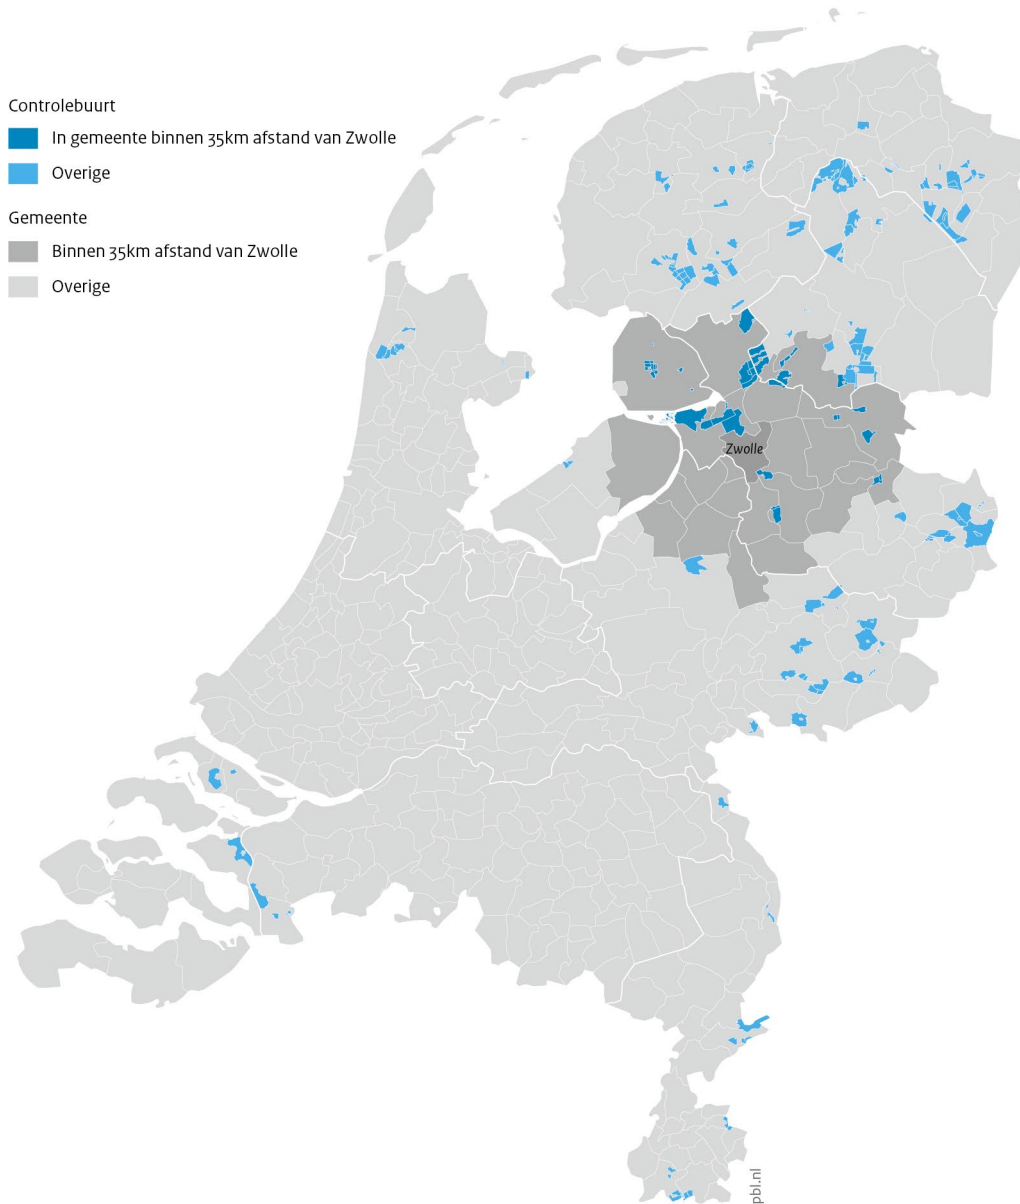 Controlebuurt
In gemeente binnen 35km afstand van Zwolle
Overige
Gemeente
Binnen 35km afstand van Zwolle
Overige
Zwolle
pbl.nl